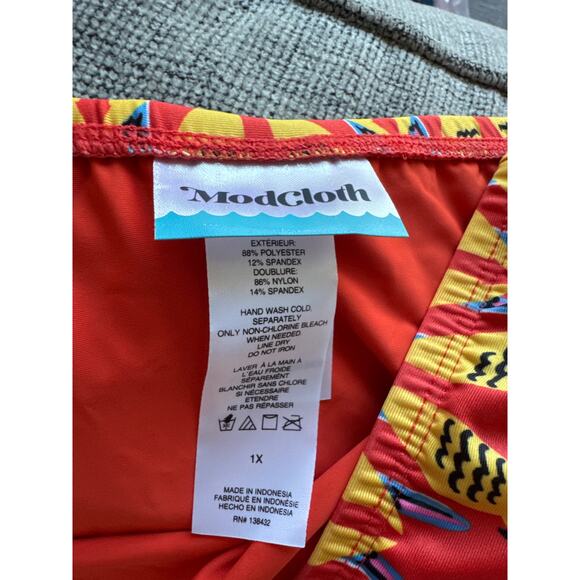 ModCloth
EXTÉRIEUR:
88% POLYESTER
12% SPANDEX
DOUBLURE:
86% NYLON
14% SPANDEX
HAND WASH COLD.
SEPARATELY
ONLY NON-CHLORINE BLEACH
WHEN NEEDED.
LINE DRY
DO NOT IRON
LAVER À LA MAIN À
L'EAU FROIDE
SÉPARÉMENT
BLANCHIR SANS CHLORE
SI NÉCESSAIRE
ETENDRE
NE PAS REPASSER
1X
MADE IN INDONESIA
FABRIQUÉ EN INDONÉSIE
HECHO EN INDONESIA
RN# 138432